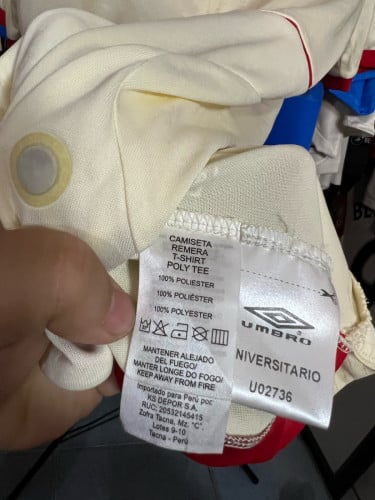 CAMISETA
REMERA
T-SHIRT
POLY TEE
100% POLIESTER
100% POLIÉSTER
100% POLYESTER
MANTENER ALEJADO
DEL FUEGO/
MANTER LONGE DO FOGO/
KEEP AWAY FROM FIRE
Importado para Perú por:
KS DEPOR S.A.
RUC: 20532145415
Zofra Tacna, Mz. "C"
Lotes 9-10
Tacna - Perú
UMBRO
NIVERSITARIO
U02736